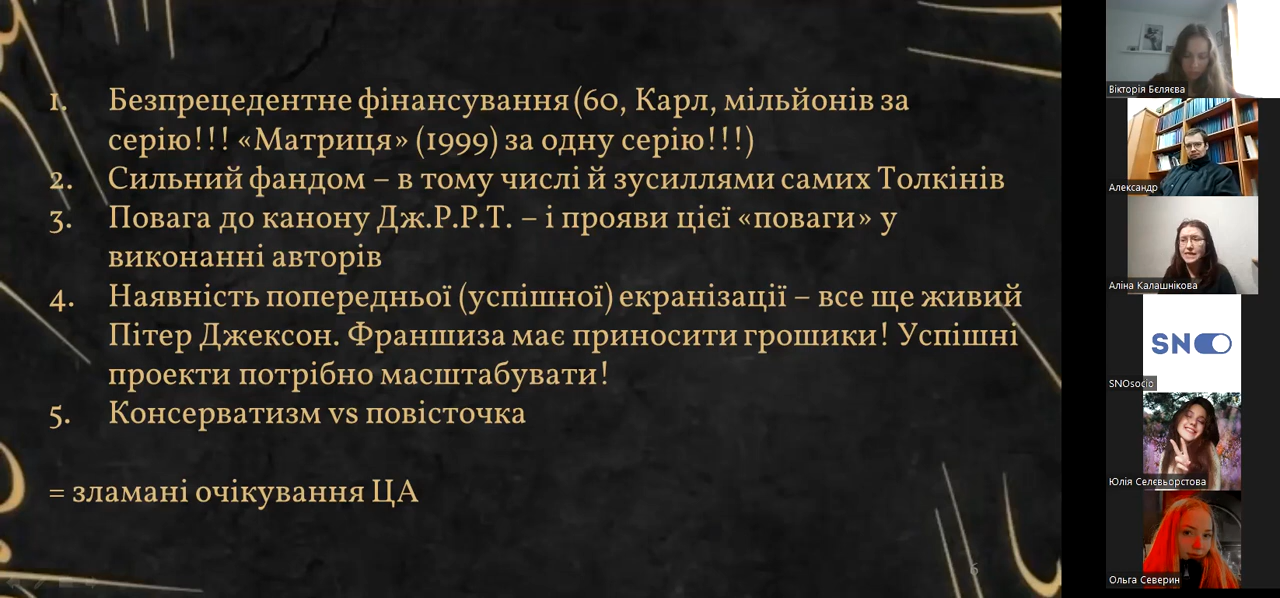 1. Безпрецедентне фінансування (60, Карл, мільйонів за
серію!!! «Матриця» (1999) за одну серію!!!)
2. Сильний фандом – в тому числі й зусиллями самих Толкінів
3. Повага до канону Дж.Р.Р.Т. – і прояви цієї «поваги» у
виконанні авторів
4. Наявність попередньої (успішної) екранізації – все ще живий
Пітер Джексон. Франшиза має приносити грошики! Успішні
проекти потрібно масштабувати!
5. Консерватизм vs повісточка
= зламані очікування ЦА
6
Вікторія Бєляєва
Александр
Аліна Калашнікова
SNO
SNOsocio
Юлія Селєвьорстова
Ольга Северин